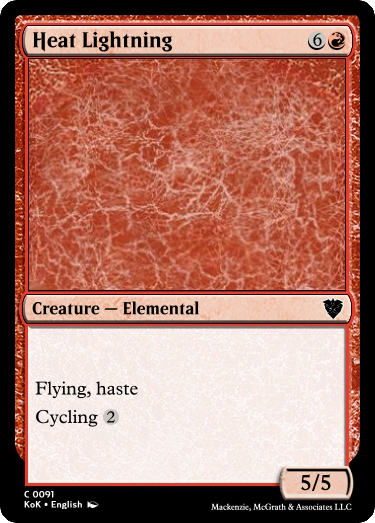 Heat Lightning 6
Creature — Elemental
Flying, haste
Cycling 2
5/5
C 0091
KoK • English
Mackenzie, McGrath & Associates LLC